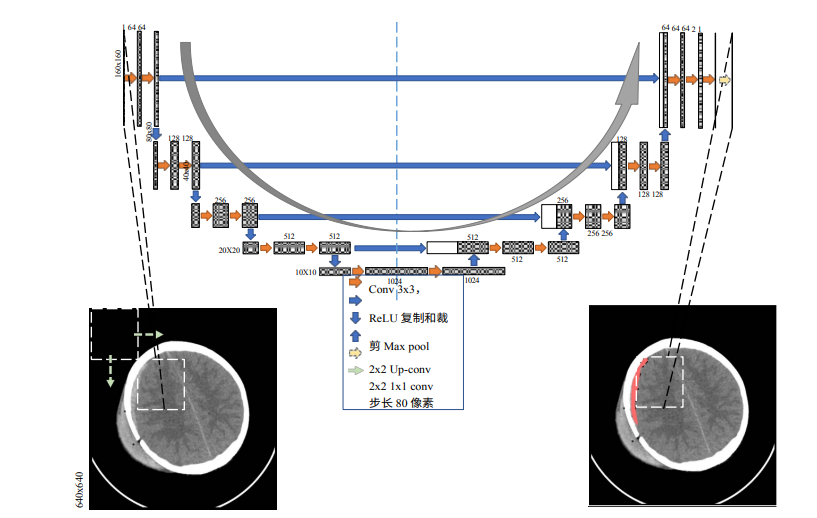 64 64
64 64 64 2 1
160x160
80x80
128 128
128
40x40
128 128
256 256
256
256 256
20X20
512 512
512
512 512
10X10
1024
1024
Conv 3x3，
ReLU 复制和裁
剪 Max pool
2x2 Up-conv
2x2 1x1 conv
步长 80 像素
640x640